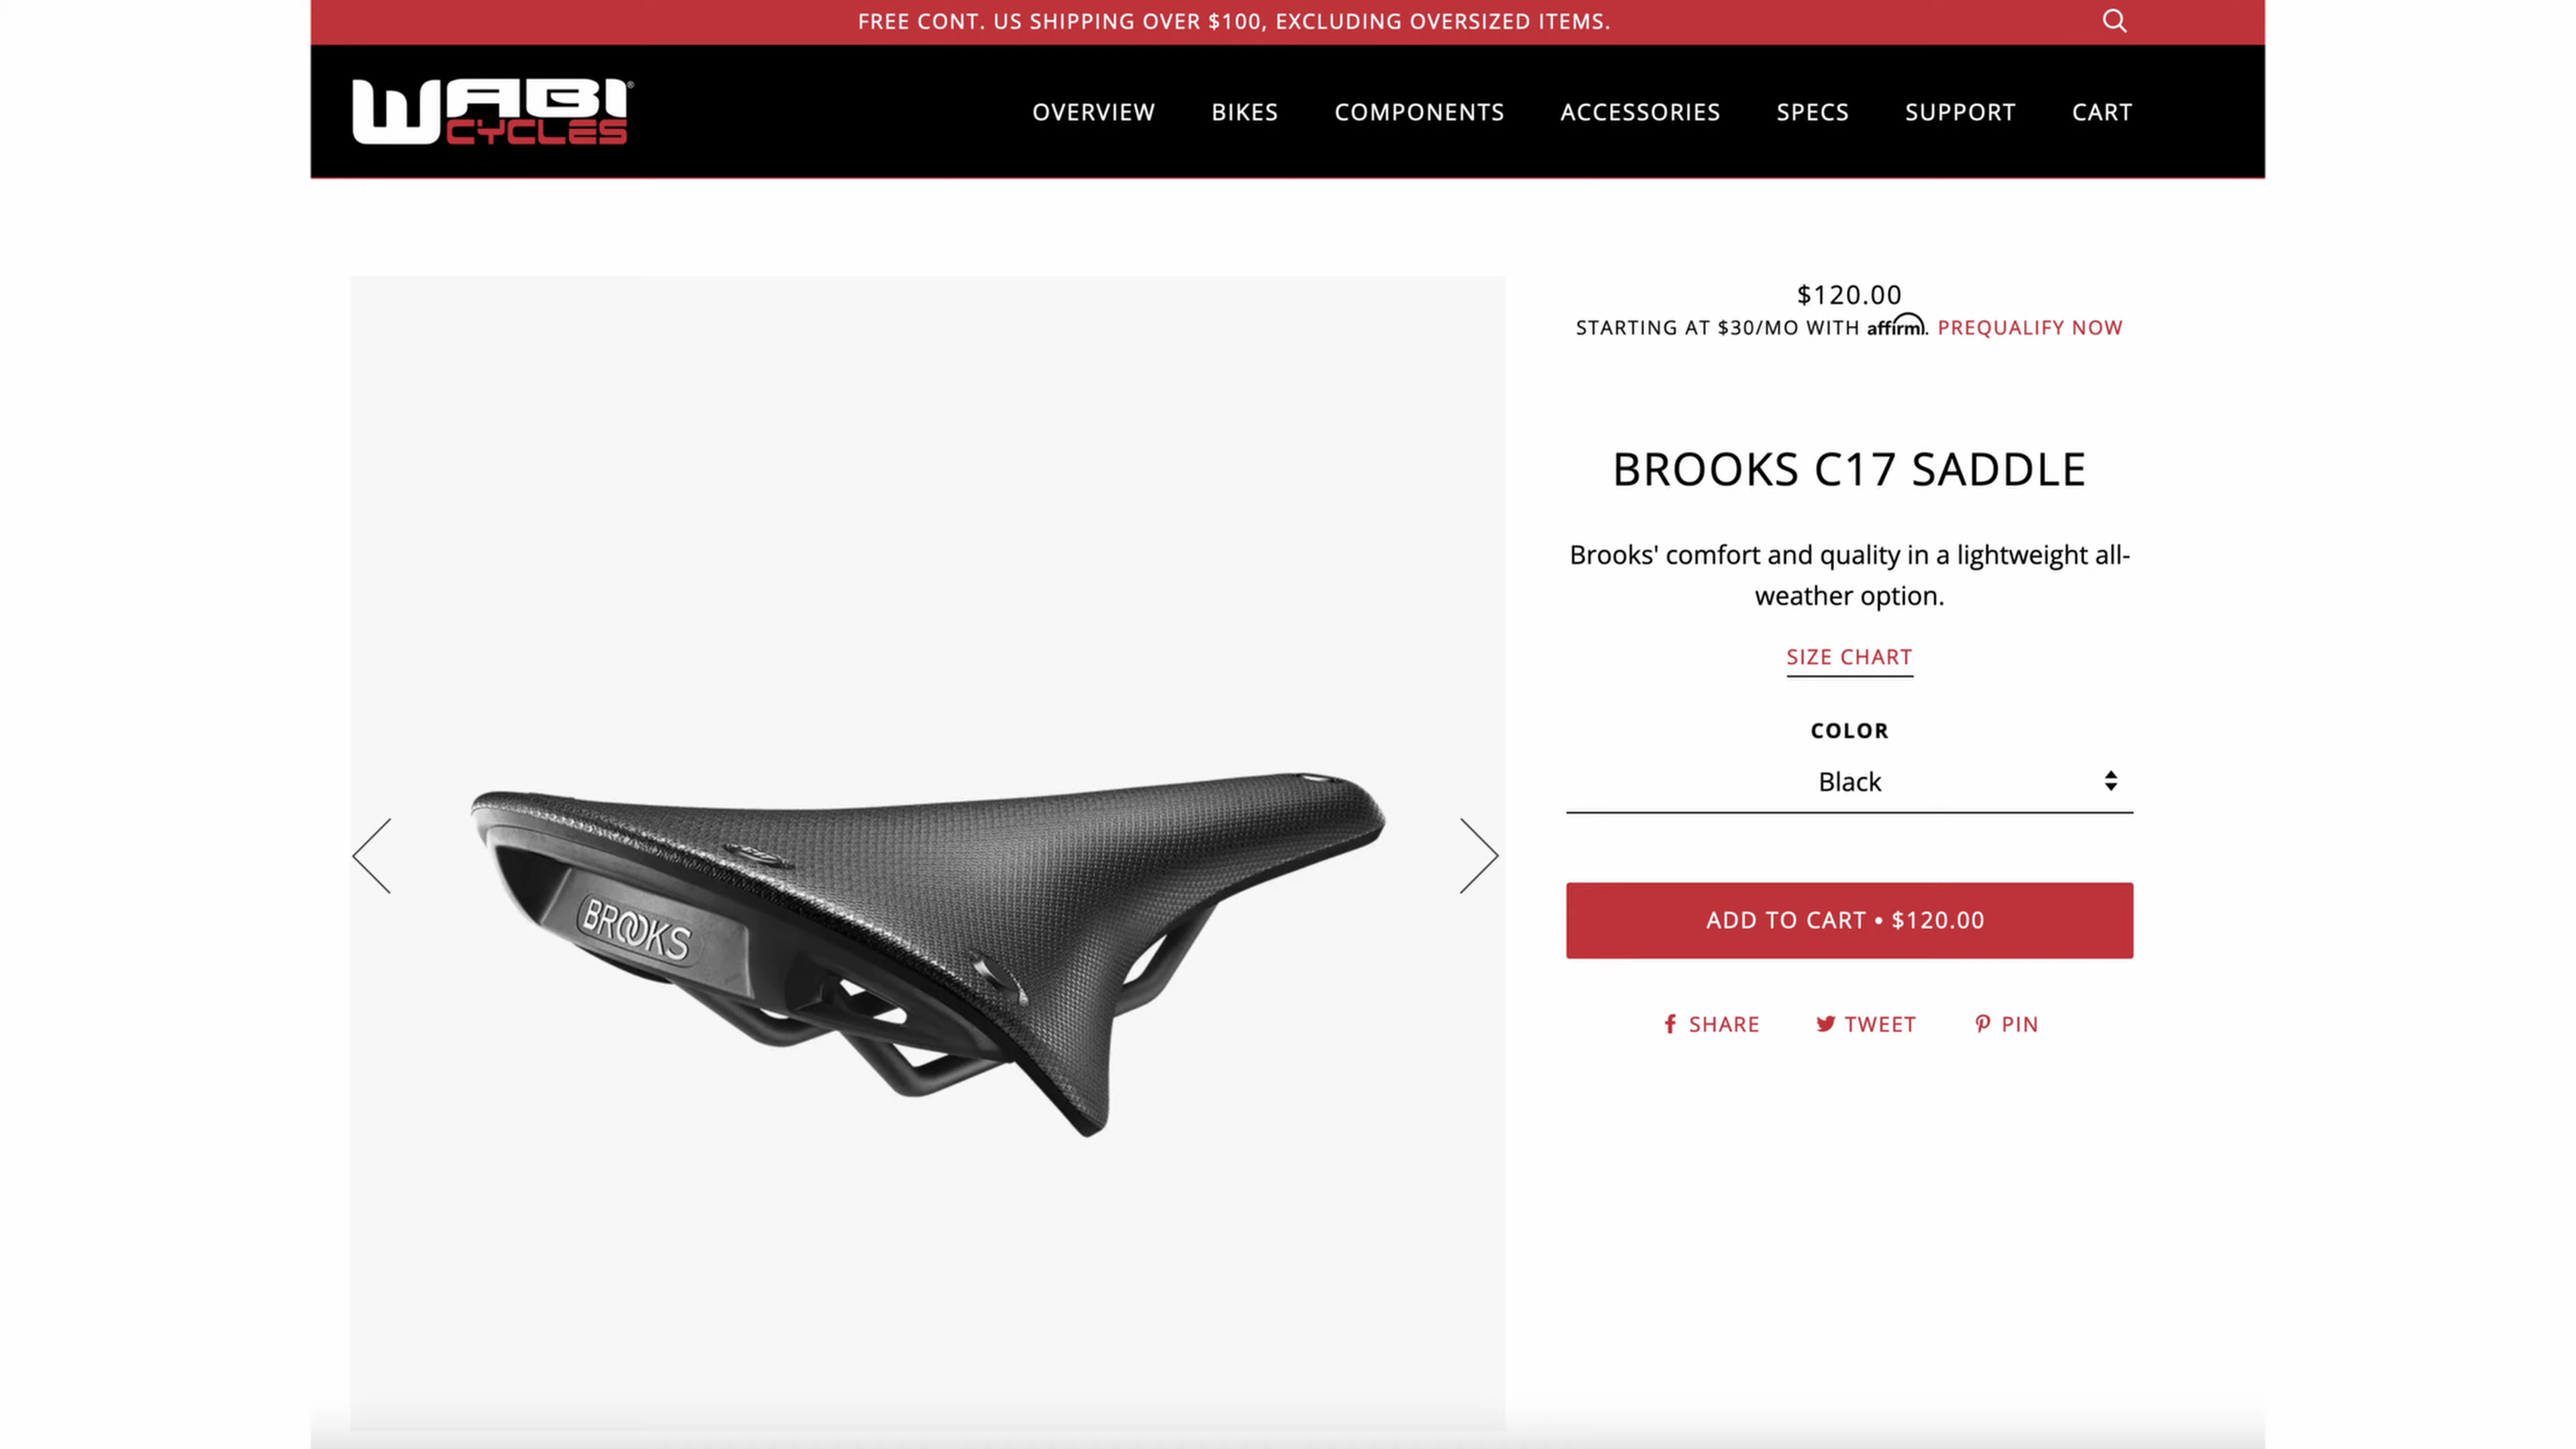 FREE CONT. US SHIPPING OVER $100, EXCLUDING OVERSIZED ITEMS.
WABI®
CYCLES
OVERVIEW BIKES COMPONENTS ACCESSORIES SPECS SUPPORT CART
$120.00
STARTING AT $30/MO WITH affirm. PREQUALIFY NOW
BROOKS C17 SADDLE
Brooks' comfort and quality in a lightweight all-
weather option.
SIZE CHART
COLOR
Black
BROOKS
ADD TO CART • $120.00
SHARE TWEET PIN